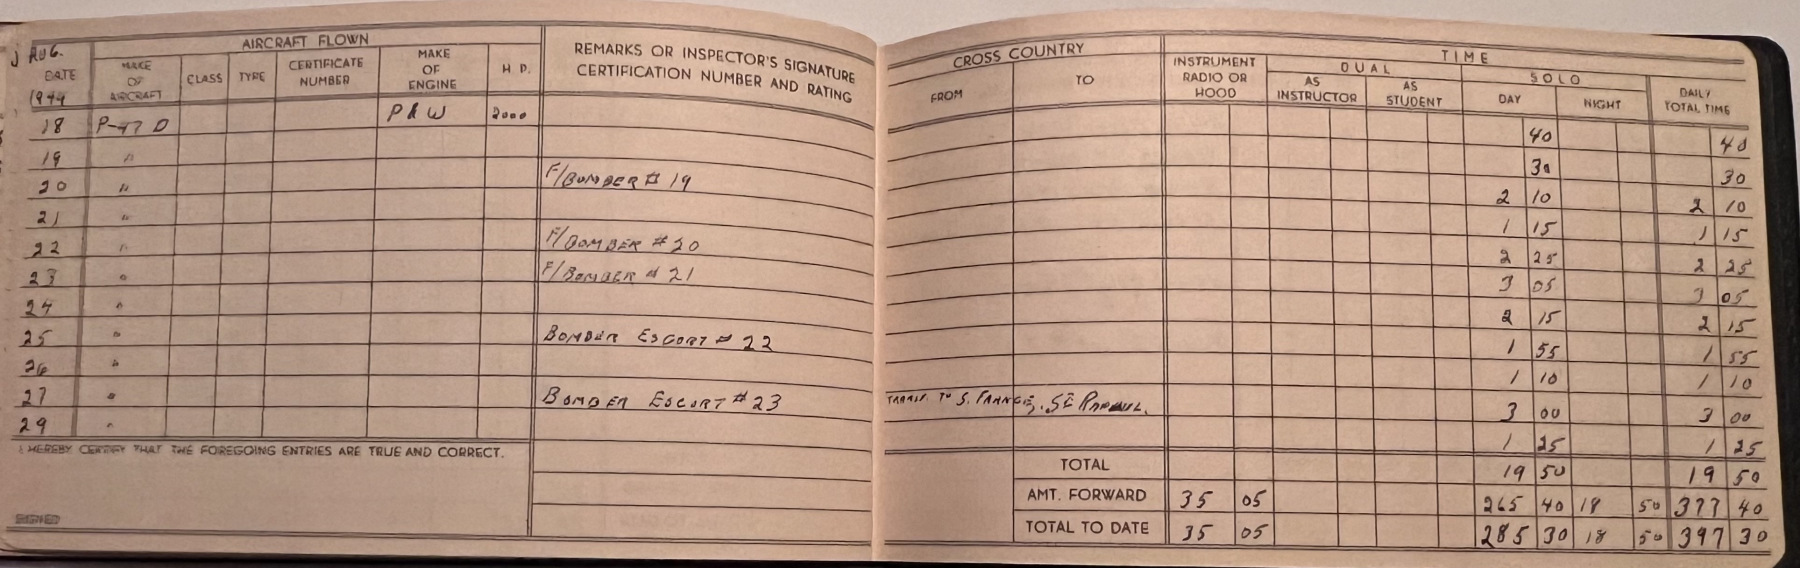 AUG. AIRCRAFT FLOWN REMARKS OR INSPECTOR'S SIGNATURE CERTIFICATION NUMBER AND RATING CROSS COUNTRY TIME
DATE 1944 MAKE OF AIRCRAFT CLASS TYPE CERTIFICATE NUMBER MAKE OF ENGINE H P. FROM TO INSTRUMENT RADIO OR HOOD DUAL AS INSTRUCTOR AS STUDENT SOLO DAY NIGHT DAILY TOTAL TIME
18 P-47 D P&W 2000 40 40
19 " 30 30
20 " F/BOMBER # 19 2 10 2 10
21 " 1 15 1 15
22 " F/BOMBER # 20 2 25 2 25
23 " F/BOMBER # 21 3 05 3 05
24 " 2 15 2 15
25 " BOMBER ESCORT # 22 1 55 1 55
26 " 1 10 1 10
27 " BOMBER ESCORT # 23 TO S. 3 00 3 00
29 " 1 25 1 25
I HEREBY CERTIFY THAT THE FOREGOING ENTRIES ARE TRUE AND CORRECT.
TOTAL 19 50 19 50
AMT. FORWARD 35 05 265 40 18 50 377 40
SIGNED
TOTAL TO DATE 35 05 285 30 18 50 397 30